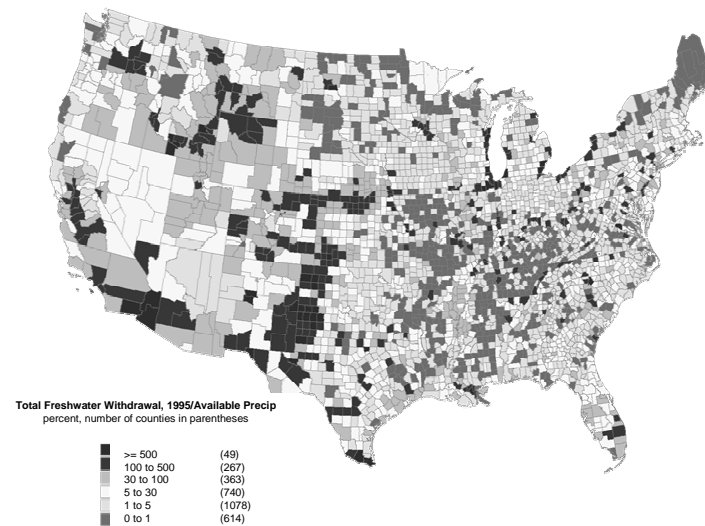 Total Freshwater Withdrawal, 1995/Available Precip
percent, number of counties in parentheses
>= 500 (49)
100 to 500 (267)
30 to 100 (363)
5 to 30 (740)
1 to 5 (1078)
0 to 1 (614)